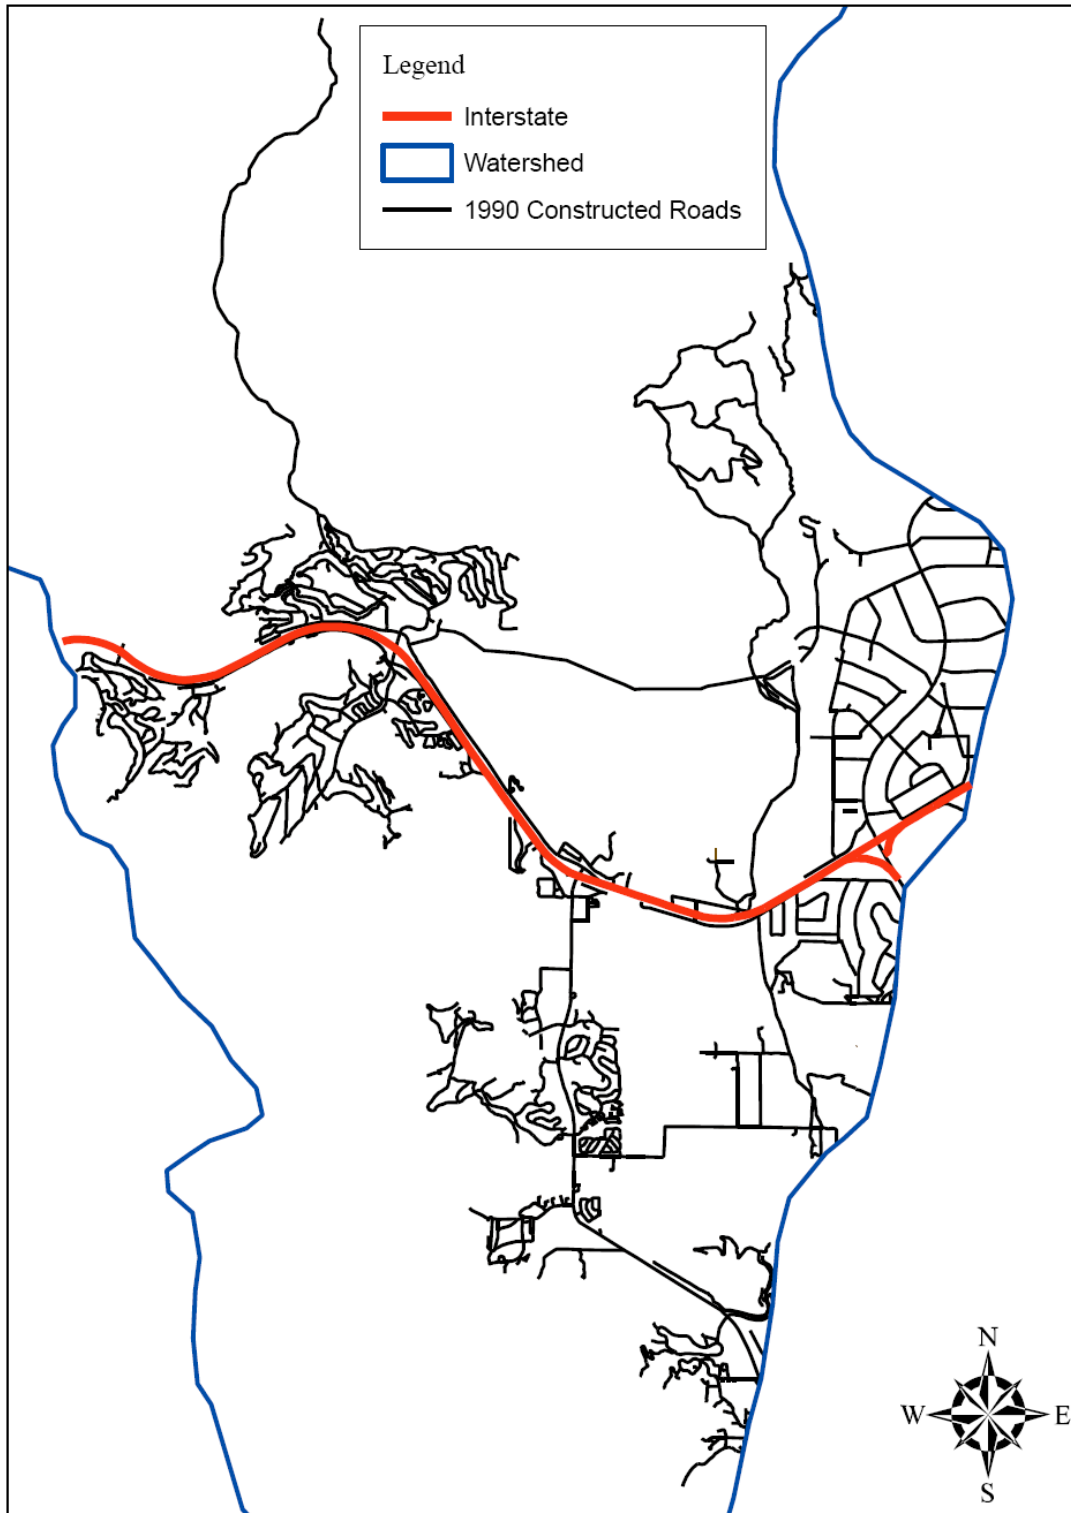 Legend
Interstate
Watershed
1990 Constructed Roads
N
W E
S